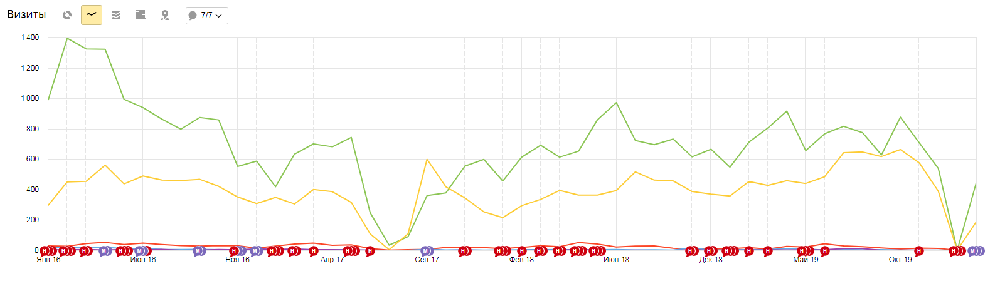 Визиты 7/7
1 400
1 200
1 000
800
600
400
200
0
Н Н Н М Н М М Н М Н Н Н Н Н М Н Н Н Н Н Н Н Н Н Н Н Н Н Н Н Н Н М
Янв 16 Июн 16 Ноя 16 Апр 17 Сен 17 Фев 18 Июл 18 Дек 18 Май 19 Окт 19